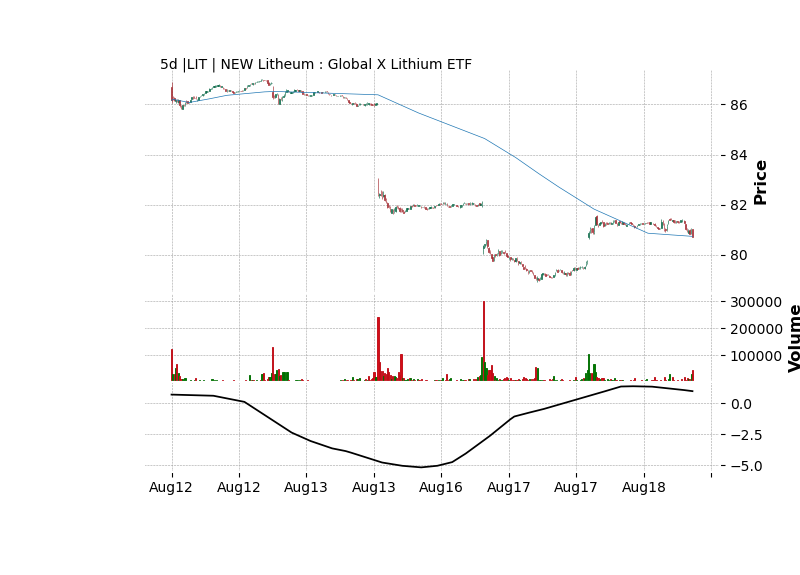 5d |LIT | NEW Litheum : Global X Lithium ETF
86
84
82
80
Price
300000
200000
100000
Volume
0.0
−2.5
−5.0
Aug12 Aug12 Aug13 Aug13 Aug16 Aug17 Aug17 Aug18